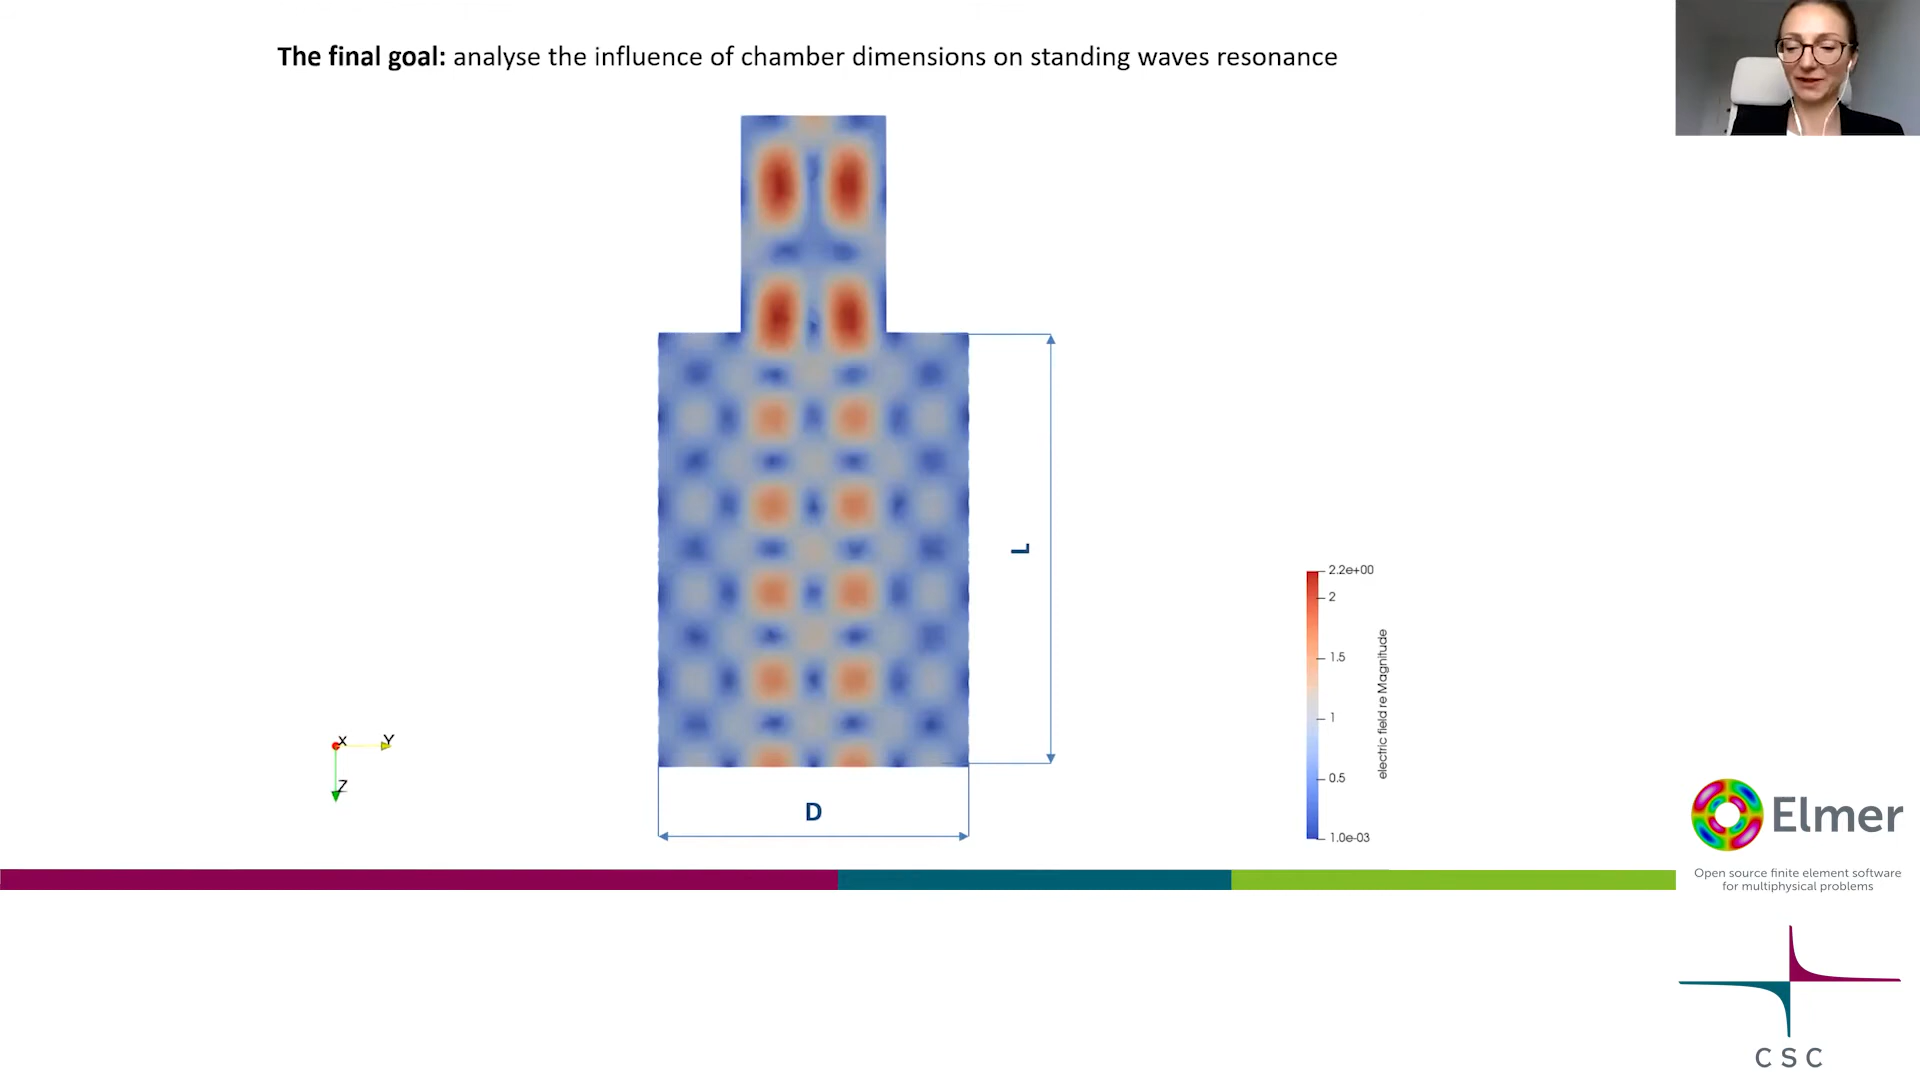 The final goal: analyse the influence of chamber dimensions on standing waves resonance
L
D
2.2e+00
2
1.5
1
0.5
1.0e-03
electric field re Magnitude
X
Y
Z
Elmer
Open source finite element software
for multiphysical problems
CSC